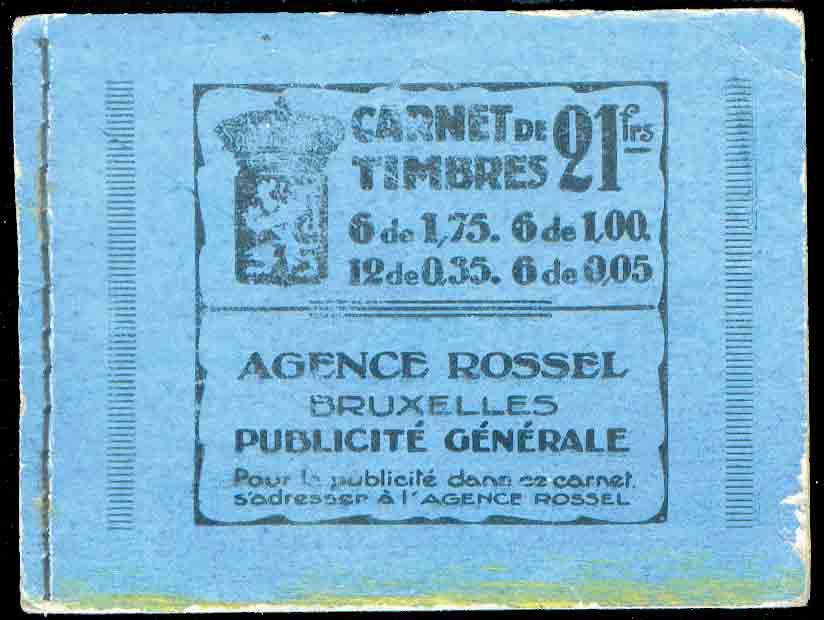 CARNET DE 21 frs
TIMBRES
6 de 1,75. 6 de 1,00.
12 de 0,35. 6 de 0,05
AGENCE ROSSEL
BRUXELLES
PUBLICITÉ GÉNÉRALE
Pour la publicité dans ce carnet,
s'adresser à l'AGENCE ROSSEL